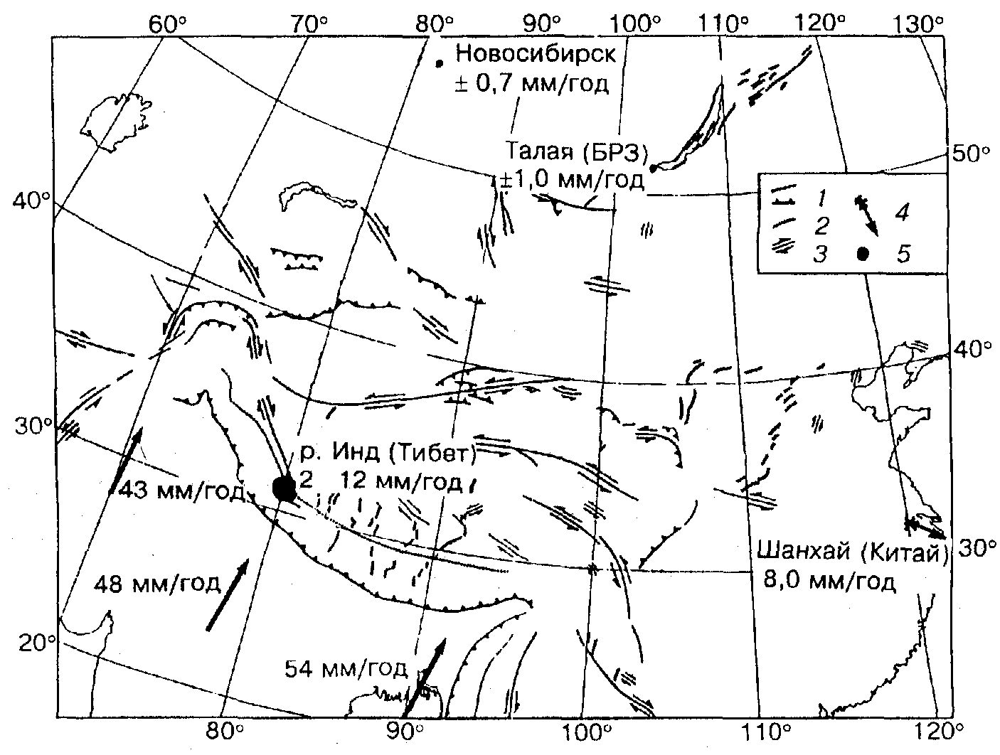 60° 70° 80° 90° 100° 110° 120° 130°
Новосибирск
± 0,7 мм/год
Талая (БРЗ)
±1,0 мм/год
50°
40°
1
2
3
4
5
40°
30°
р. Инд (Тибет)
2 12 мм/год
43 мм/год
30°
Шанхай (Китай)
8,0 мм/год
48 мм/год
20°
54 мм/год
80° 90° 100° 110° 120°